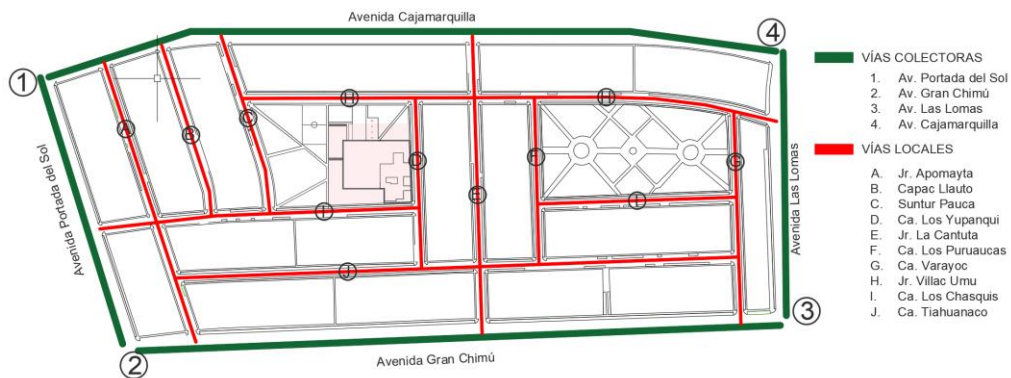 Avenida Cajamarquilla
4
1
H
H
A
B
C
D
F
G
E
I
I
J
Avenida Portada del Sol
Avenida Las Lomas
3
2
Avenida Gran Chimú
VÍAS COLECTORAS
1. Av. Portada del Sol
2. Av. Gran Chimú
3. Av. Las Lomas
4. Av. Cajamarquilla
VÍAS LOCALES
A. Jr. Apomayta
B. Capac Llauto
C. Suntur Pauca
D. Ca. Los Yupanqui
E. Jr. La Cantuta
F. Ca. Los Puruaucas
G. Ca. Varayoc
H. Jr. Villac Umu
I. Ca. Los Chasquis
J. Ca. Tiahuanaco